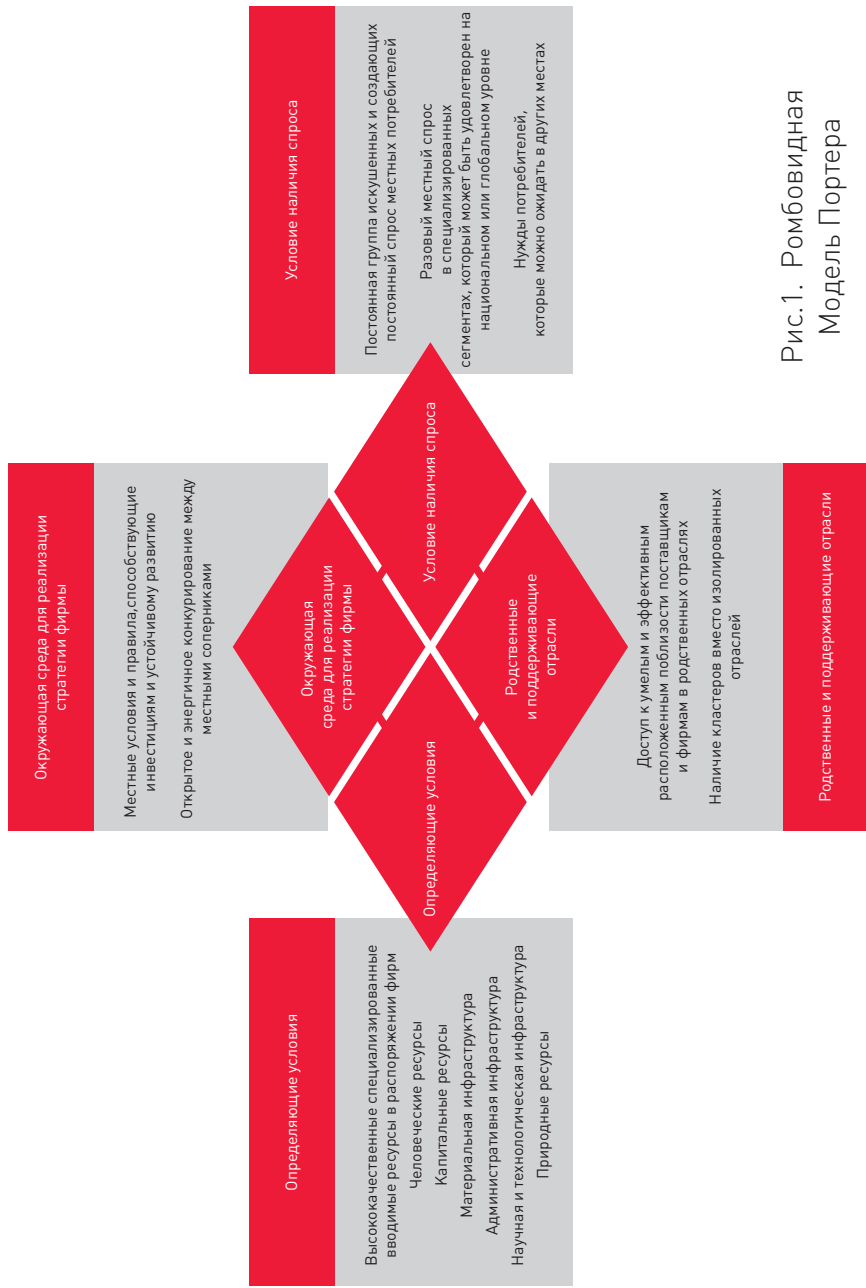 Окружающая среда для реализации
стратегии фирмы
Местные условия и правила,способствующие
инвестициям и устойчивому развитию
Открытое и энергичное конкурирование между
местными соперниками
Определяющие условия
Высококачественные специализированные
вводимые ресурсы в распоряжении фирм
Человеческие ресурсы
Капитальные ресурсы
Материальная инфраструктура
Административная инфраструктура
Научная и технологическая инфраструктура
Природные ресурсы
Окружающая
среда для реализации
стратегии фирмы
Определяющие условия
Условие наличия спроса
Родственные
и поддерживающие
отрасли
Условие наличия спроса
Постоянная группа искушенных и создающих
постоянный спрос местных потребителей
Разовый местный спрос
в специализированных
сегментах, который может быть удовлетворен на
национальном или глобальном уровне
Нужды потребителей,
которые можно ожидать в других местах
Доступ к умелым и эффективным
расположенным поблизости поставщикам
и фирмам в родственных отраслях
Наличие кластеров вместо изолированных
отраслей
Родственные и поддерживающие отрасли
Рис.1. Ромбовидная
Модель Портера